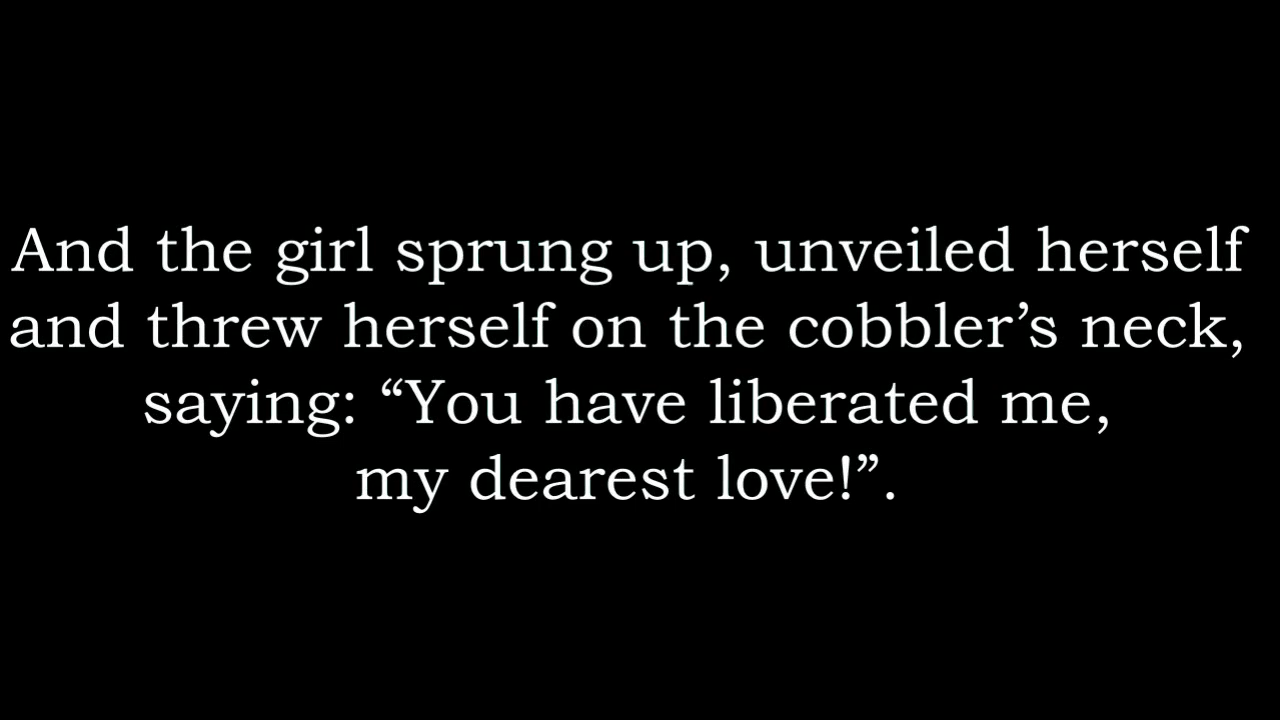 And the girl sprung up, unveiled herself
and threw herself on the cobbler’s neck,
saying: “You have liberated me,
my dearest love!”.